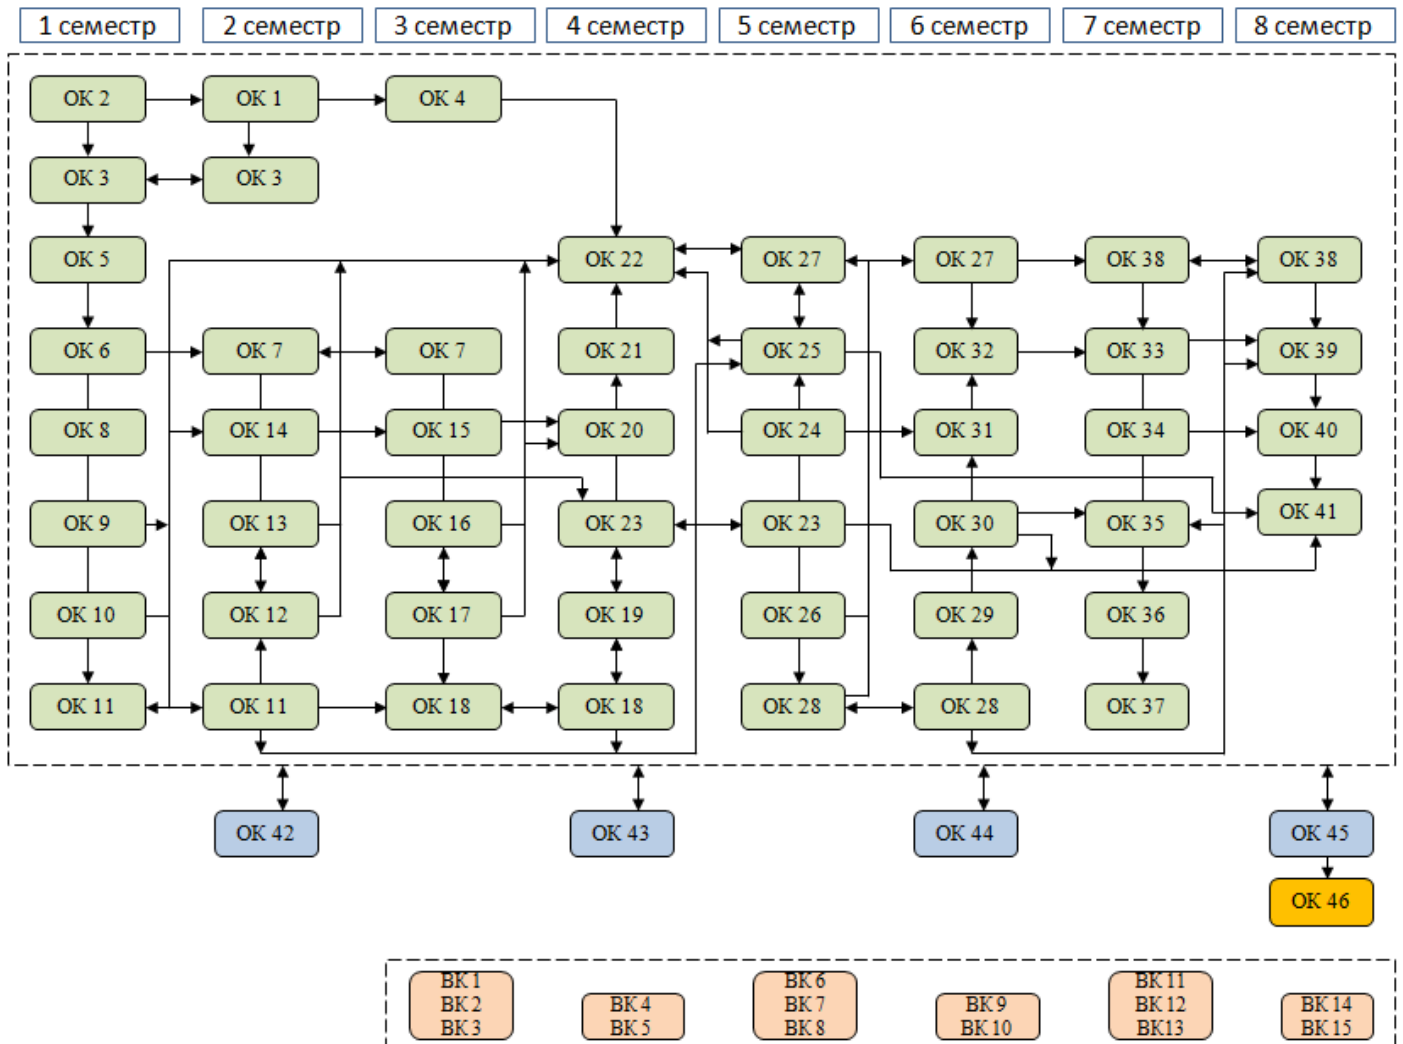 1 семестр
2 семестр
3 семестр
4 семестр
5 семестр
6 семестр
7 семестр
8 семестр
ОК 2
ОК 1
ОК 4
ОК 3
ОК 3
ОК 5
ОК 22
ОК 27
ОК 27
ОК 38
ОК 38
ОК 6
ОК 7
ОК 7
ОК 21
ОК 25
ОК 32
ОК 33
ОК 39
ОК 8
ОК 14
ОК 15
ОК 20
ОК 24
ОК 31
ОК 34
ОК 40
ОК 9
ОК 13
ОК 16
ОК 23
ОК 23
ОК 30
ОК 35
ОК 41
ОК 10
ОК 12
ОК 17
ОК 19
ОК 26
ОК 29
ОК 36
ОК 11
ОК 11
ОК 18
ОК 18
ОК 28
ОК 28
ОК 37
ОК 42
ОК 43
ОК 44
ОК 45
ОК 46
ВК 1
ВК 2
ВК 3
ВК 4
ВК 5
ВК 6
ВК 7
ВК 8
ВК 9
ВК 10
ВК 11
ВК 12
ВК13
ВК 14
ВК 15